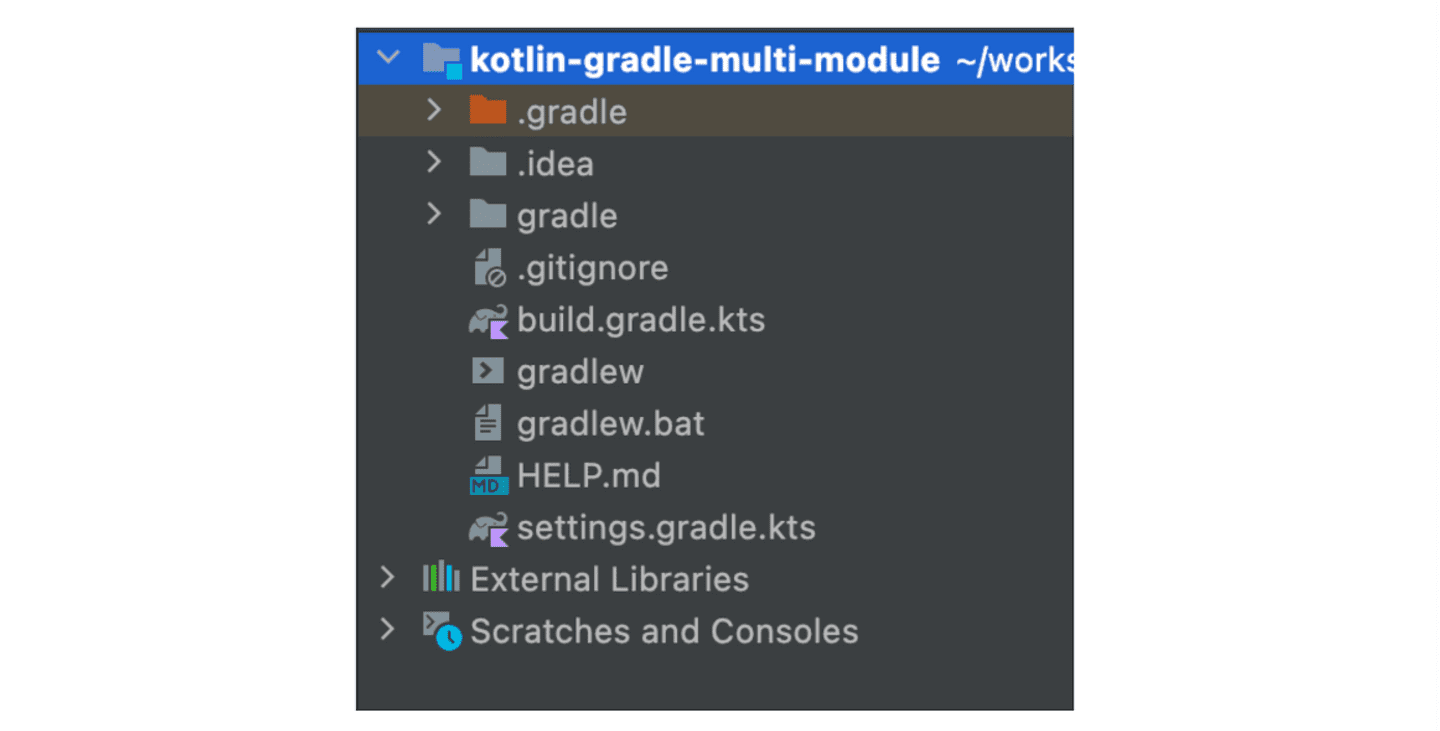 kotlin-gradle-multi-module ~/works
.gradle
.idea
gradle
.gitignore
build.gradle.kts
gradlew
gradlew.bat
MD HELP.md
settings.gradle.kts
External Libraries
Scratches and Consoles